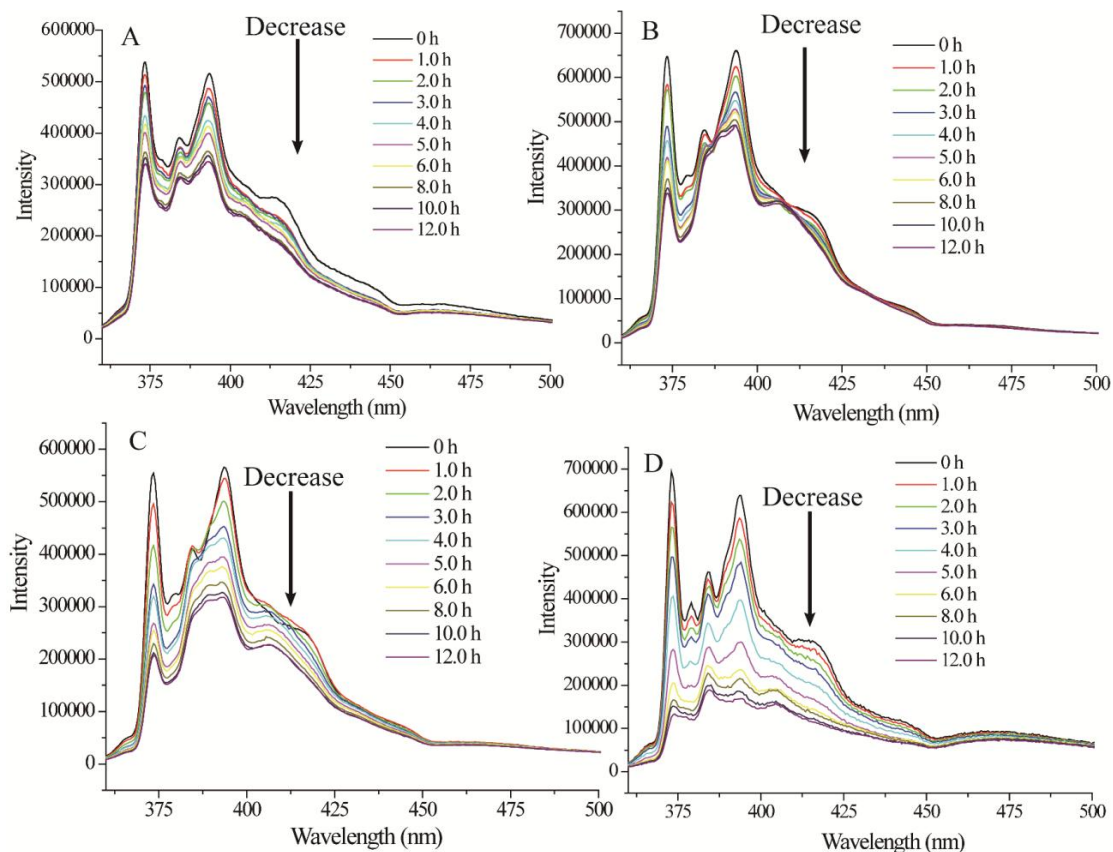 A
Decrease
0 h
1.0 h
2.0 h
3.0 h
4.0 h
5.0 h
6.0 h
8.0 h
10.0 h
12.0 h
600000
500000
400000
300000
200000
100000
0
Intensity
375
400
425
450
475
500
Wavelength (nm)
B
Decrease
0 h
1.0 h
2.0 h
3.0 h
4.0 h
5.0 h
6.0 h
8.0 h
10.0 h
12.0 h
700000
600000
500000
400000
300000
200000
100000
0
Intensity
375
400
425
450
475
500
Wavelength (nm)
C
Decrease
0 h
1.0 h
2.0 h
3.0 h
4.0 h
5.0 h
6.0 h
8.0 h
10.0 h
12.0 h
600000
500000
400000
300000
200000
100000
0
Intensity
375
400
425
450
475
500
Wavelength (nm)
D
Decrease
0 h
1.0 h
2.0 h
3.0 h
4.0 h
5.0 h
6.0 h
8.0 h
10.0 h
12.0 h
700000
600000
500000
400000
300000
200000
100000
0
Intensity
375
400
425
450
475
500
Wavelength (nm)